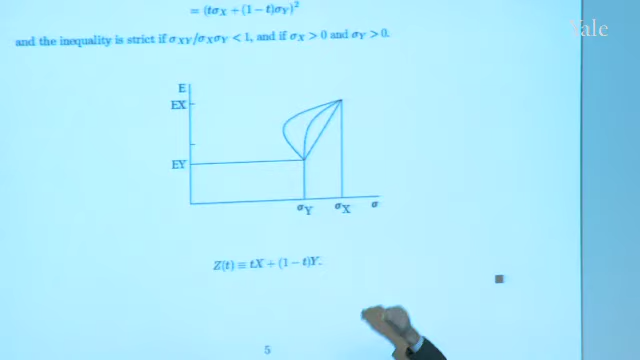 = (tσX + (1 − t)σY)²
Yale
and the inequality is strict if σXY/σXσY < 1, and if σX > 0 and σY > 0.
E
EX
EY
σY σX σ
Z(t) ≡ tX + (1 − t)Y.
5